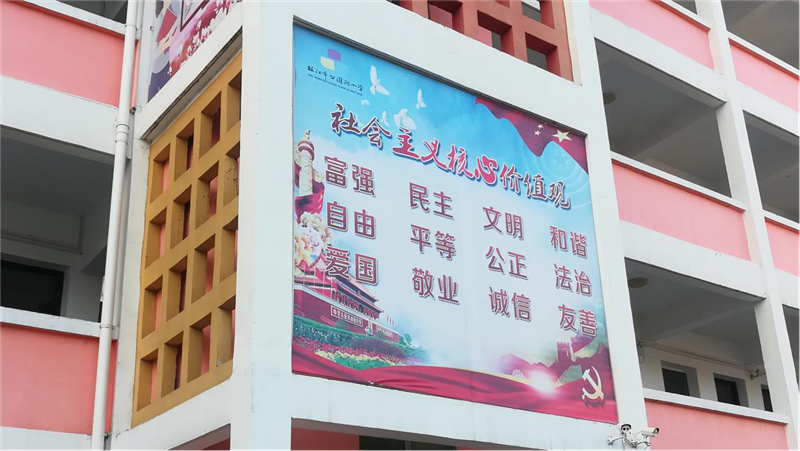 社会主义核心价值观
富强 民主 文明 和谐
自由 平等 公正 法治
爱国 敬业 诚信 友善